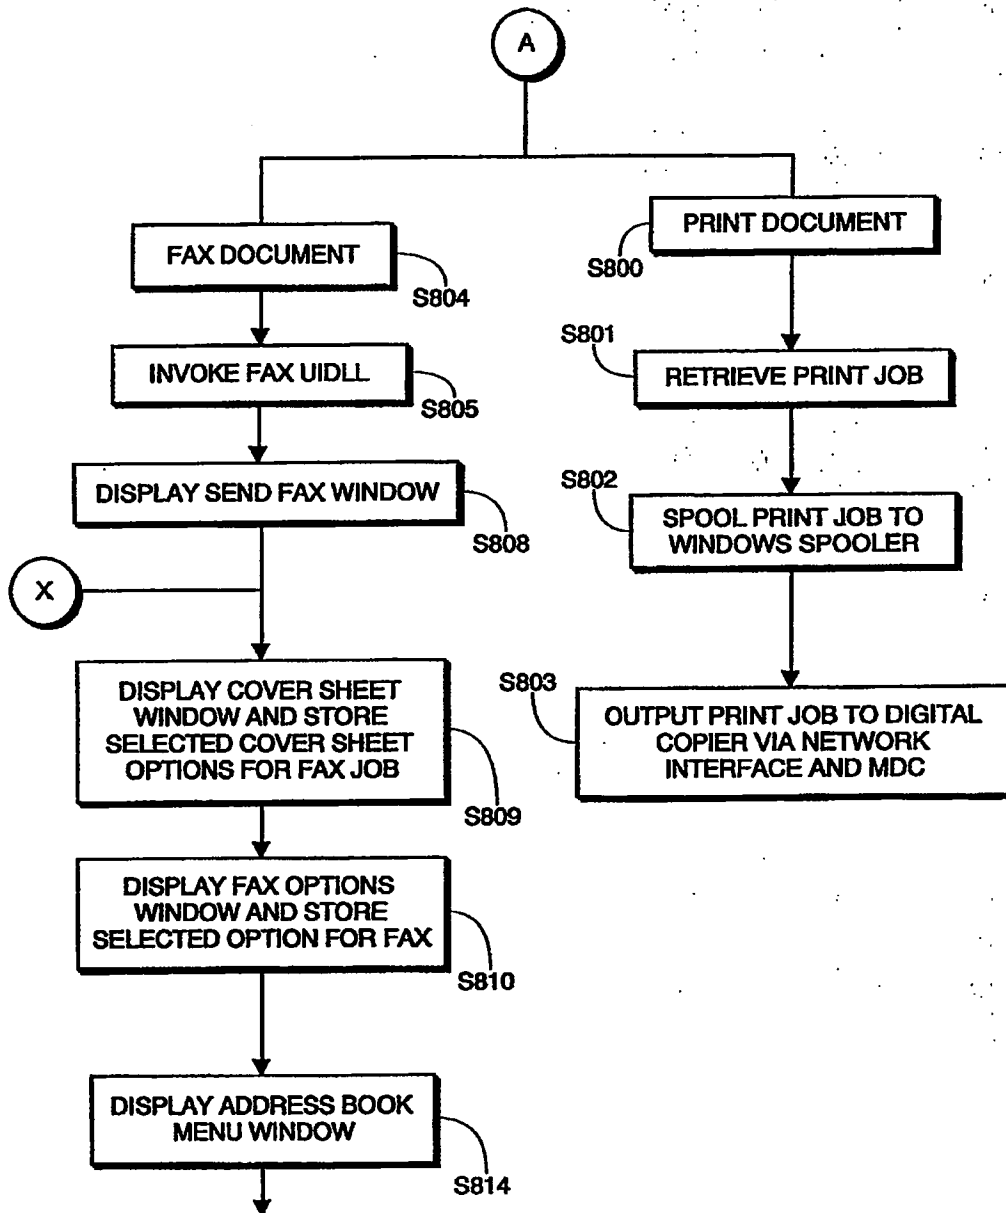 A
FAX DOCUMENT
S804
INVOKE FAX UIDLL
S805
DISPLAY SEND FAX WINDOW
S808
X
DISPLAY COVER SHEET
WINDOW AND STORE
SELECTED COVER SHEET
OPTIONS FOR FAX JOB
S809
DISPLAY FAX OPTIONS
WINDOW AND STORE
SELECTED OPTION FOR FAX
S810
DISPLAY ADDRESS BOOK
MENU WINDOW
S814
PRINT DOCUMENT
S800
S801
RETRIEVE PRINT JOB
S802
SPOOL PRINT JOB TO
WINDOWS SPOOLER
S803
OUTPUT PRINT JOB TO DIGITAL
COPIER VIA NETWORK
INTERFACE AND MDC